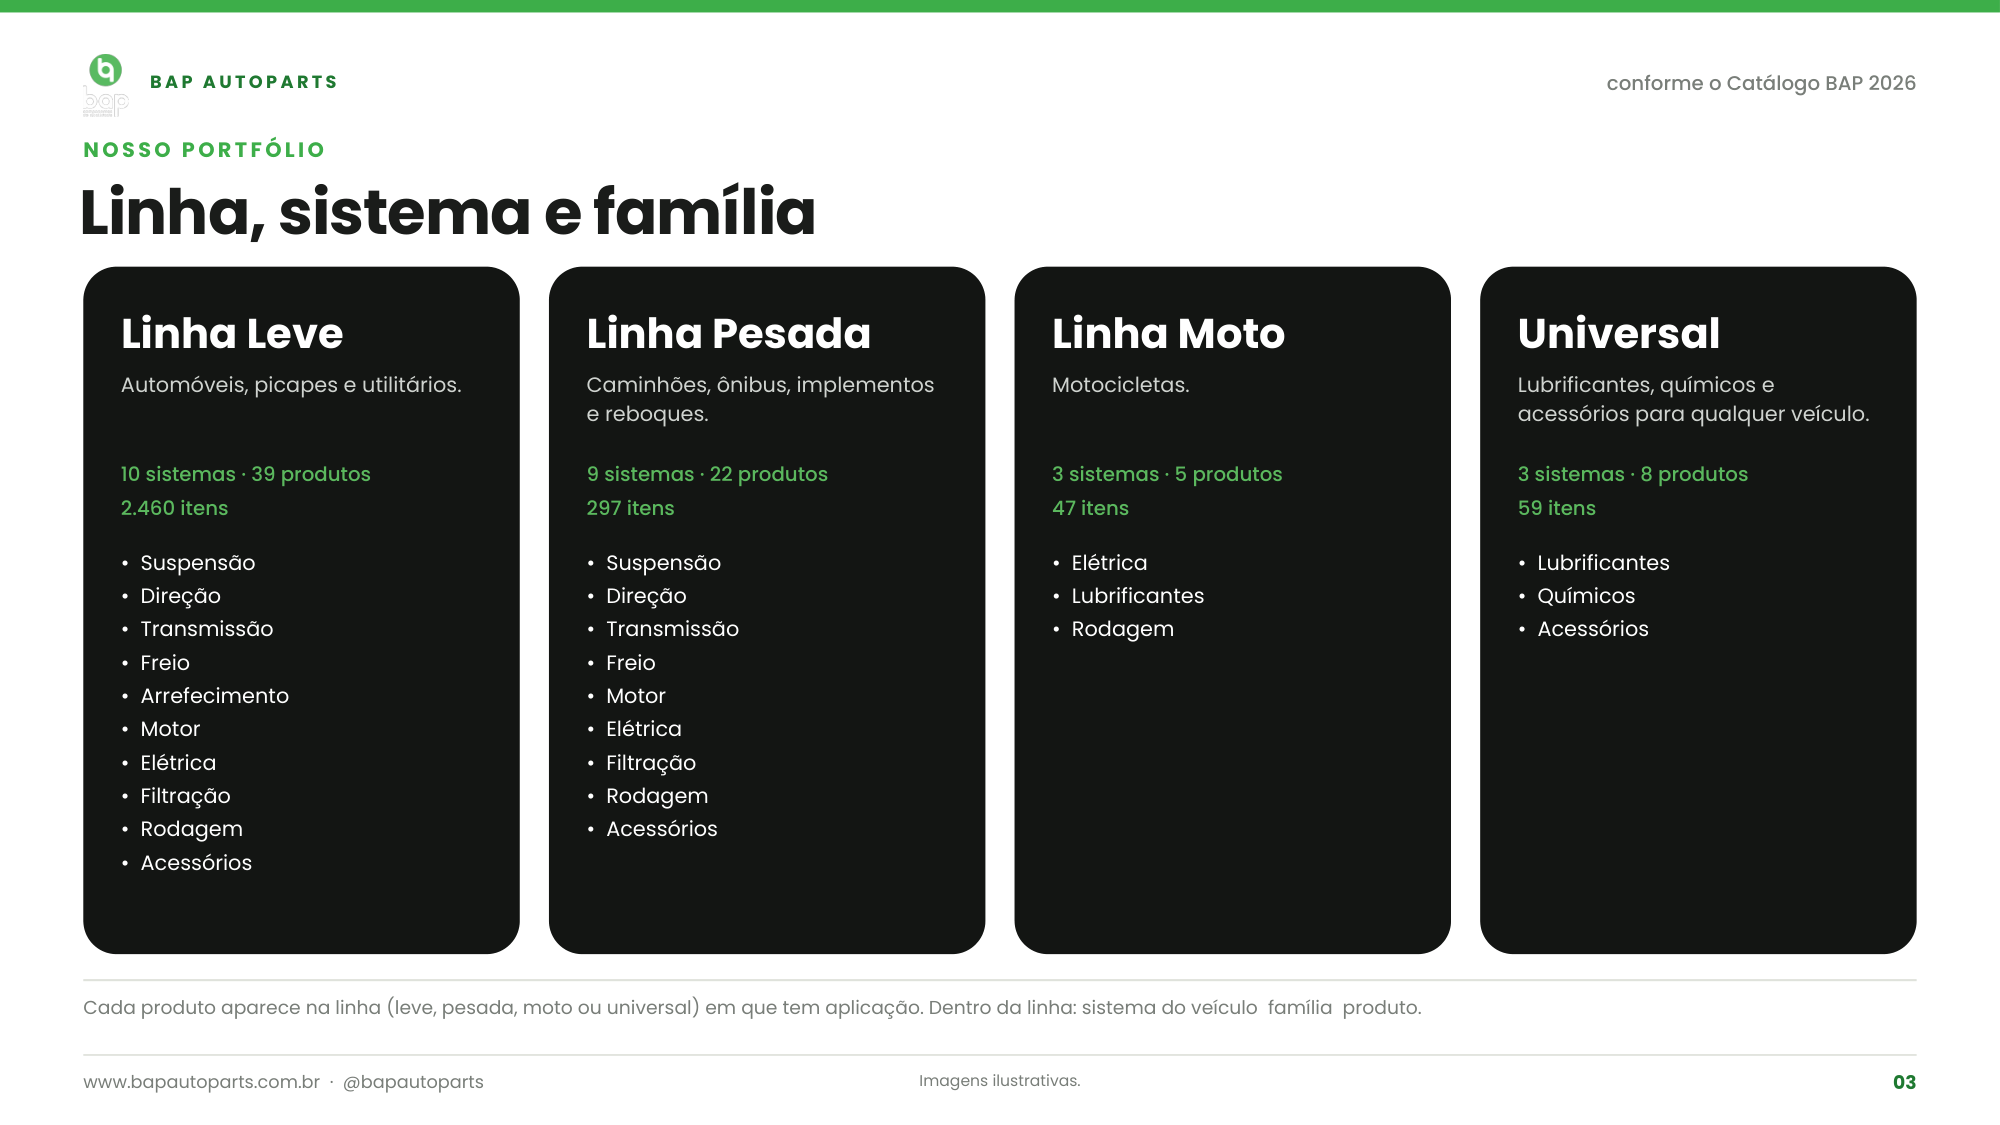 bap
BAP AUTOPARTS
conforme o Catálogo BAP 2026
NOSSO PORTFÓLIO
Linha, sistema e família
Linha Leve
Automóveis, picapes e utilitários.
10 sistemas · 39 produtos
2.460 itens
• Suspensão
• Direção
• Transmissão
• Freio
• Arrefecimento
• Motor
• Elétrica
• Filtração
• Rodagem
• Acessórios
Linha Pesada
Caminhões, ônibus, implementos
e reboques.
9 sistemas · 22 produtos
297 itens
• Suspensão
• Direção
• Transmissão
• Freio
• Motor
• Elétrica
• Filtração
• Rodagem
• Acessórios
Linha Moto
Motocicletas.
3 sistemas · 5 produtos
47 itens
• Elétrica
• Lubrificantes
• Rodagem
Universal
Lubrificantes, químicos e
acessórios para qualquer veículo.
3 sistemas · 8 produtos
59 itens
• Lubrificantes
• Químicos
• Acessórios
Cada produto aparece na linha (leve, pesada, moto ou universal) em que tem aplicação. Dentro da linha: sistema do veículo família produto.
www.bapautoparts.com.br · @bapautoparts
Imagens ilustrativas.
03